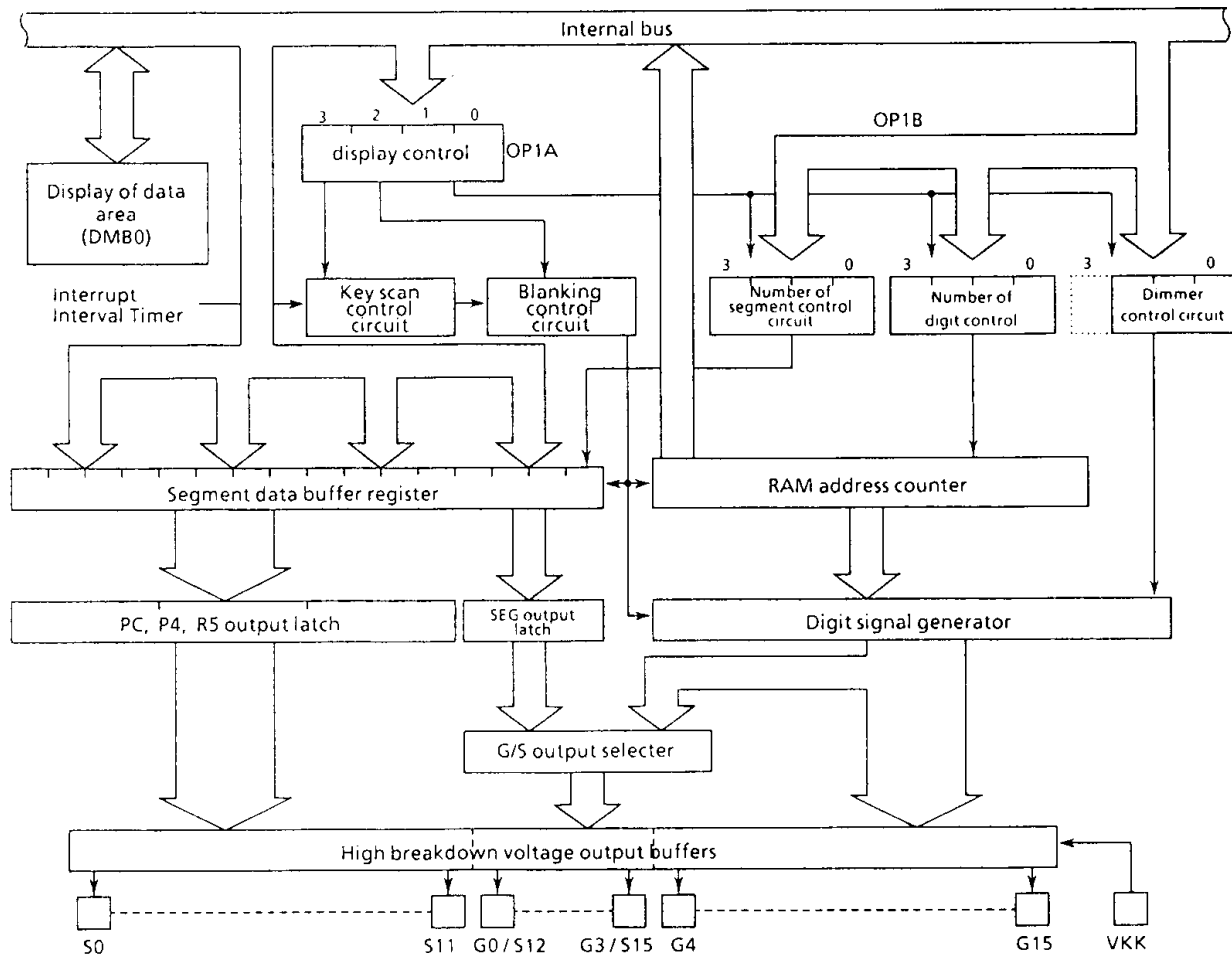 Internal bus
3 2 1 0
display control
OP1A
OP1B
Display of data
area
(DMB0)
Interrupt
Interval Timer
Key scan
control
circuit
Blanking
control
circuit
3 0
Number of
segment control
circuit
3 0
Number of
digit control
3 0
Dimmer
control circuit
Segment data buffer register
RAM address counter
PC, P4, R5 output latch
SEG output
latch
Digit signal generator
G/S output selecter
High breakdown voltage output buffers
S0
S11
G0 / S12
G3 / S15
G4
G15
VKK